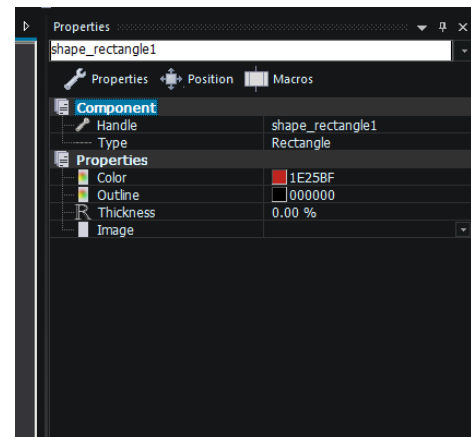 Properties
shape_rectangle1
Properties Position Macros
Component
Handle shape_rectangle1
Type Rectangle
Properties
Color 1E25BF
Outline 000000
Thickness 0.00 %
Image